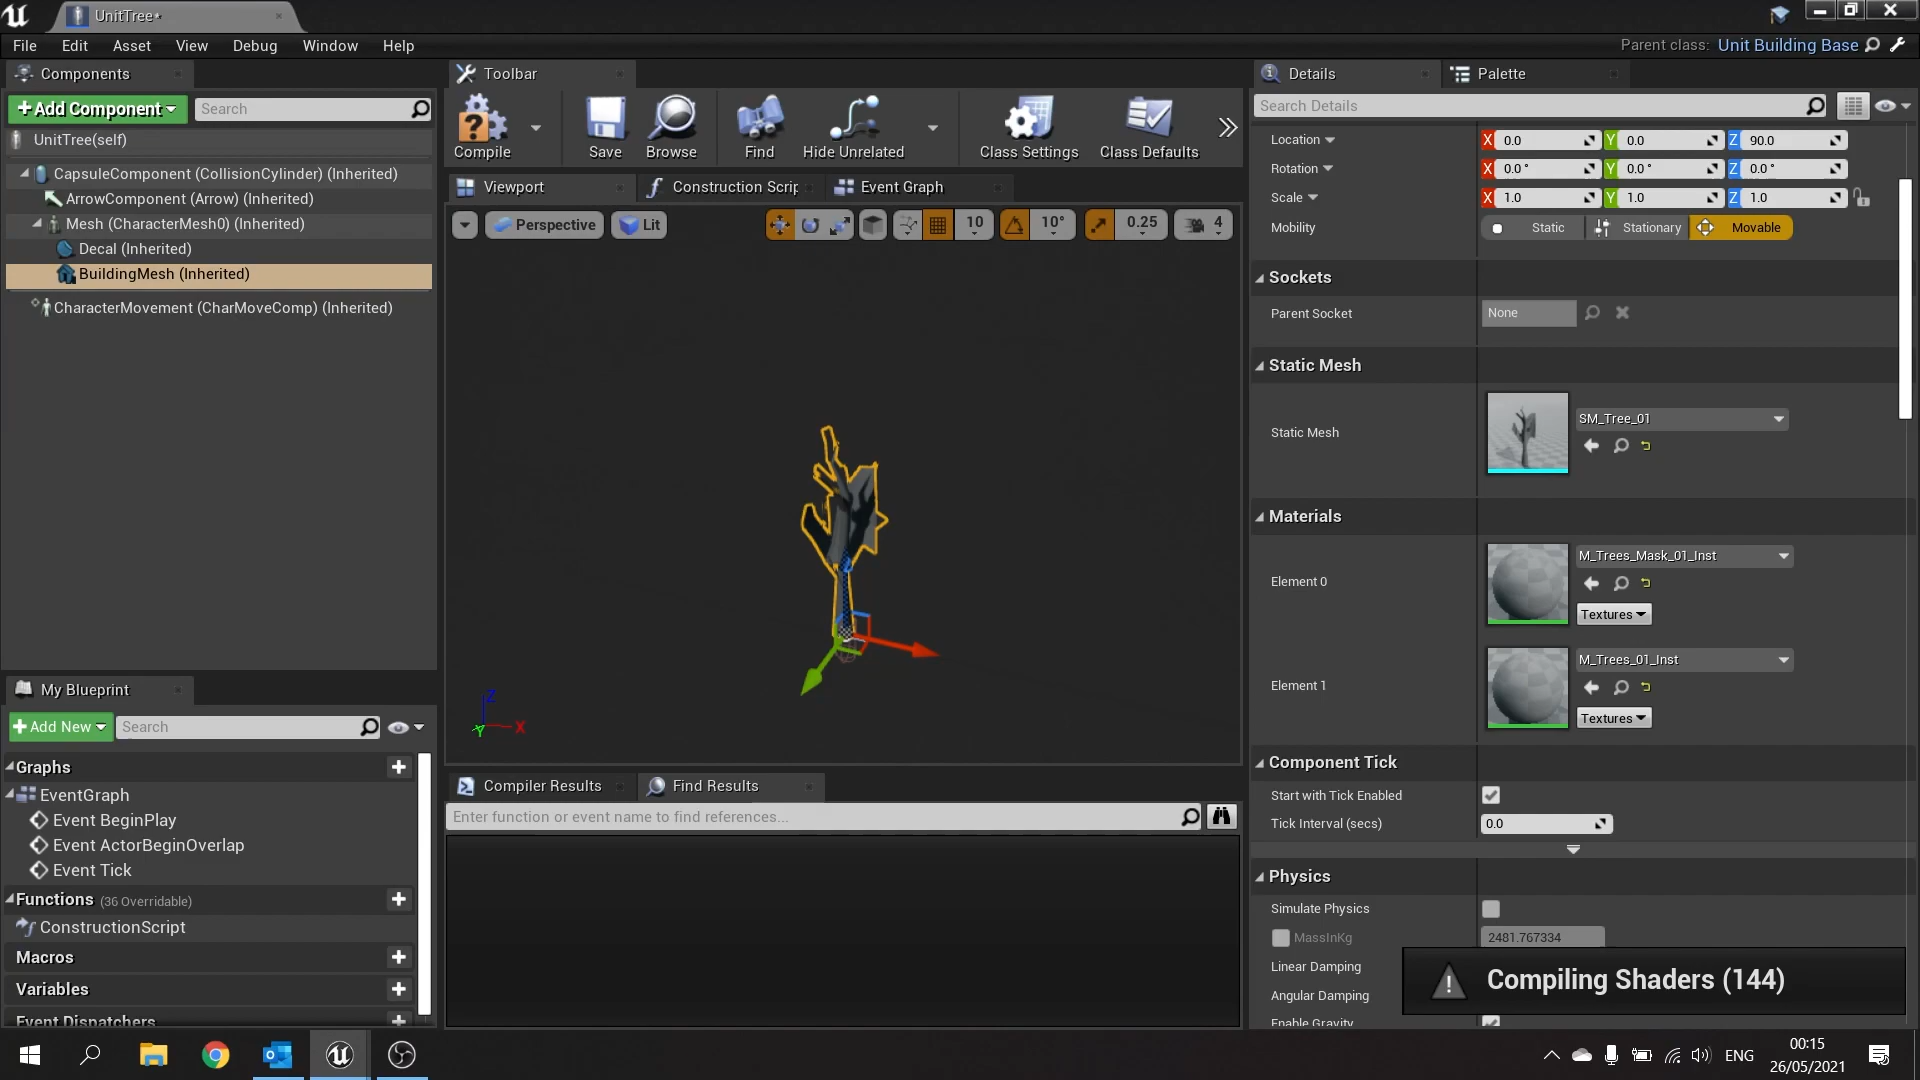 UnitTree*
File Edit Asset View Debug Window Help
Parent class: Unit Building Base
Components
Add Component
Search
UnitTree(self)
CapsuleComponent (CollisionCylinder) (Inherited)
ArrowComponent (Arrow) (Inherited)
Mesh (CharacterMesh0) (Inherited)
Decal (Inherited)
BuildingMesh (Inherited)
CharacterMovement (CharMoveComp) (Inherited)
My Blueprint
Add New
Search
Graphs
EventGraph
Event BeginPlay
Event ActorBeginOverlap
Event Tick
Functions (36 Overridable)
ConstructionScript
Macros
Variables
Event Dispatchers
Toolbar
Compile Save Browse Find Hide Unrelated Class Settings Class Defaults
Viewport Construction Scrip Event Graph
Perspective Lit 10 10° 0.25 4
Z
X
Y
Compiler Results Find Results
Enter function or event name to find references...
Details Palette
Search Details
Location X 0.0 Y 0.0 Z 90.0
Rotation X 0.0 ° Y 0.0 ° Z 0.0 °
Scale X 1.0 Y 1.0 Z 1.0
Mobility Static Stationary Movable
Sockets
Parent Socket None
Static Mesh
Static Mesh SM_Tree_01
Materials
Element 0 M_Trees_Mask_01_Inst
Textures
Element 1 M_Trees_01_Inst
Textures
Component Tick
Start with Tick Enabled
Tick Interval (secs) 0.0
Physics
Simulate Physics
MassInKg 2481.767334
Linear Damping
Angular Damping
Enable Gravity
Compiling Shaders (144)
ENG
00:15
26/05/2021